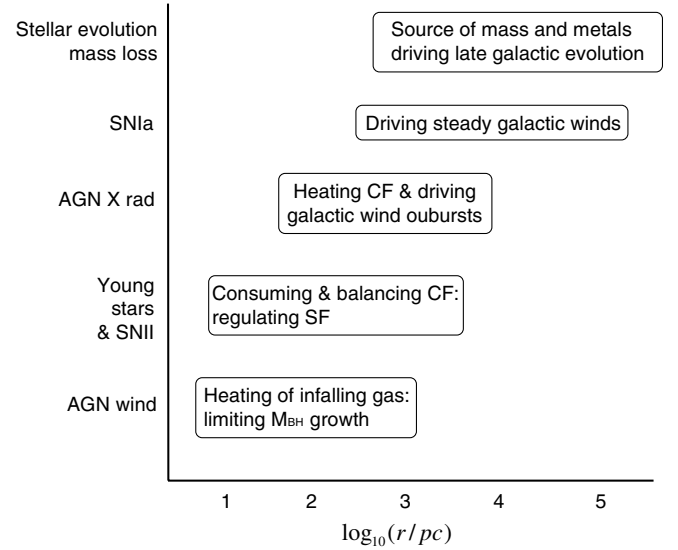 Stellar evolution
mass loss
Source of mass and metals
driving late galactic evolution
SNIa
Driving steady galactic winds
AGN X rad
Heating CF & driving
galactic wind oubursts
Young
stars
& SNII
Consuming & balancing CF:
regulating SF
AGN wind
Heating of infalling gas:
limiting MBH growth
1 2 3 4 5
log10(r/pc)